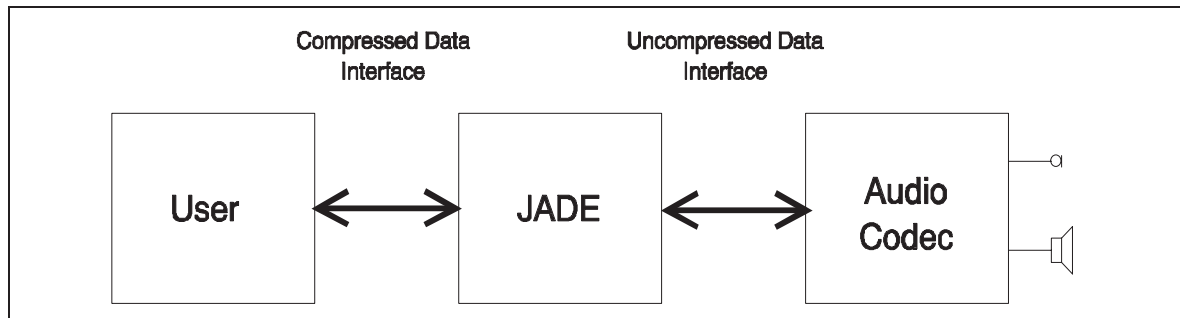 Compressed Data
Interface
Uncompressed Data
Interface
User
JADE
Audio
Codec